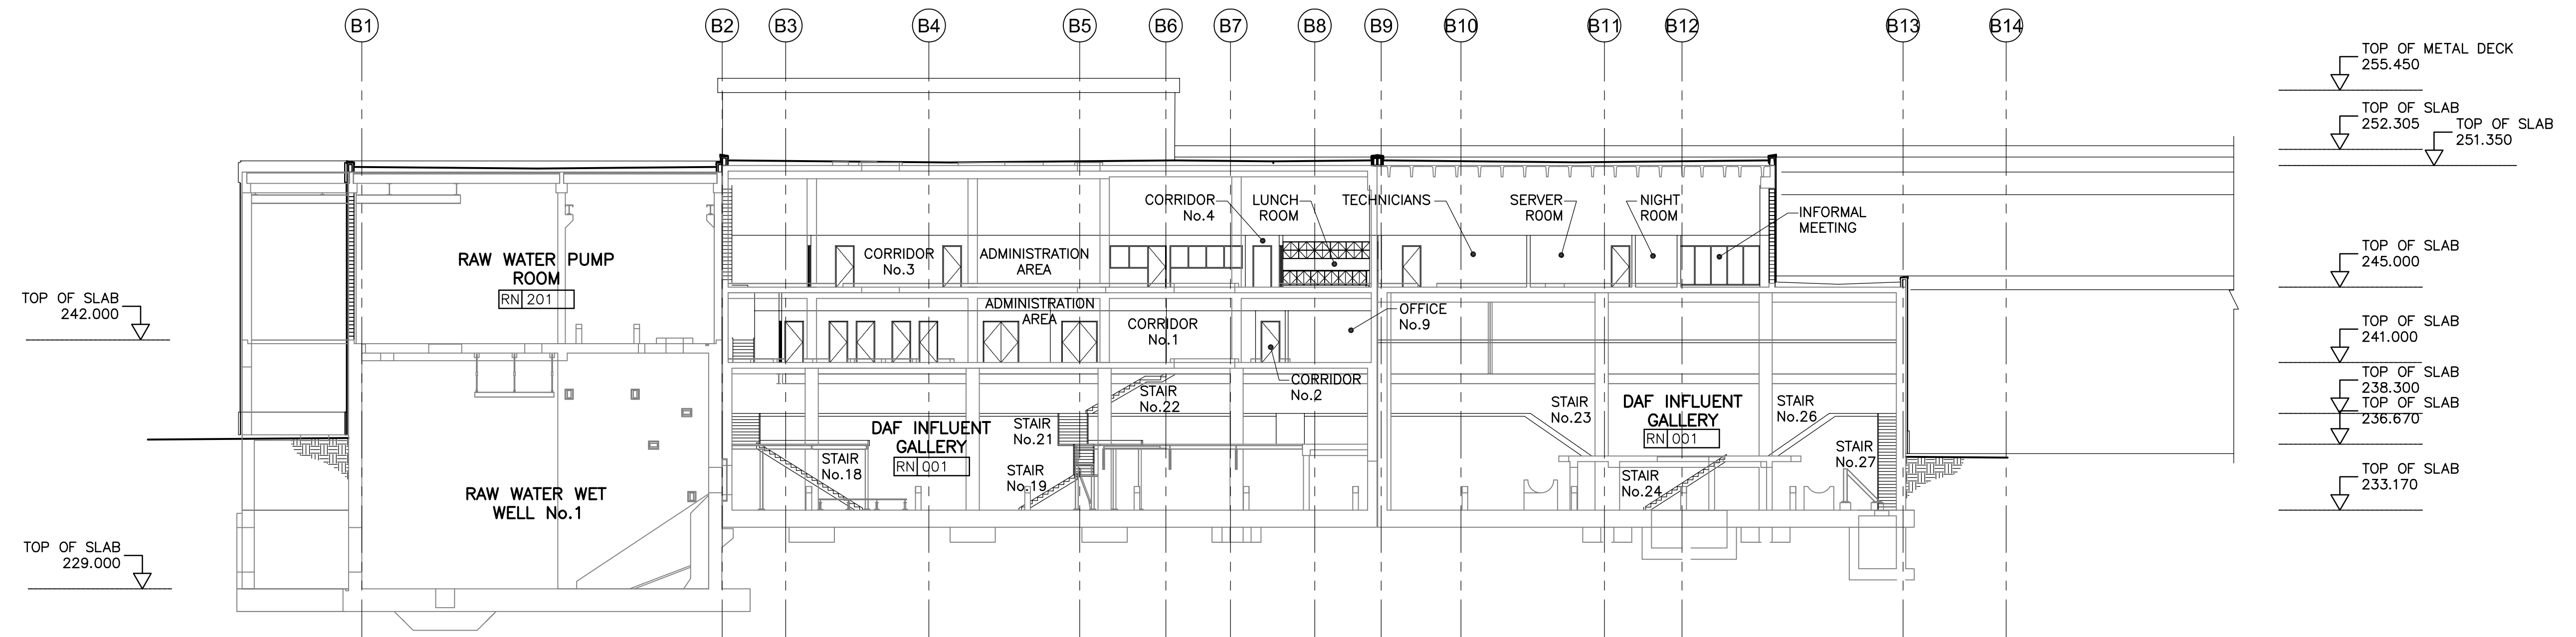 B1
B2
B3
B4
B5
B6
B7
B8
B9
B10
B11
B12
B13
B14
TOP OF METAL DECK
255.450
TOP OF SLAB
252.305
TOP OF SLAB
251.350
TOP OF SLAB
245.000
TOP OF SLAB
241.000
TOP OF SLAB
238.300
TOP OF SLAB
236.670
TOP OF SLAB
233.170
TOP OF SLAB
242.000
TOP OF SLAB
229.000
RAW WATER PUMP
ROOM
RN 201
RAW WATER WET
WELL No.1
CORRIDOR
No.3
ADMINISTRATION
AREA
CORRIDOR
No.4
LUNCH
ROOM
TECHNICIANS
SERVER
ROOM
NIGHT
ROOM
INFORMAL
MEETING
ADMINISTRATION
AREA
CORRIDOR
No.1
OFFICE
No.9
CORRIDOR
No.2
STAIR
No.22
STAIR
No.21
DAF INFLUENT
GALLERY
RN 001
STAIR
No.18
STAIR
No.19
STAIR
No.23
DAF INFLUENT
GALLERY
RN 001
STAIR
No.26
STAIR
No.27
STAIR
No.24